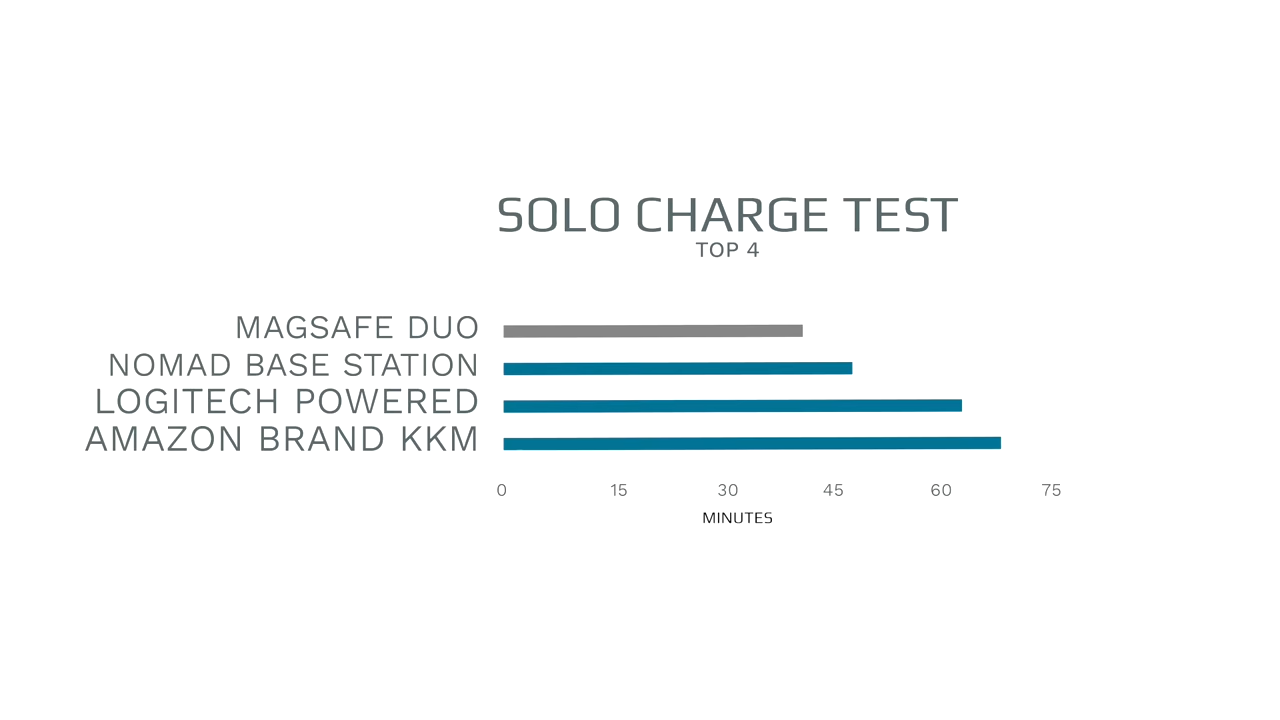 SOLO CHARGE TEST
TOP 4
MAGSAFE DUO
NOMAD BASE STATION
LOGITECH POWERED
AMAZON BRAND KKM
0 15 30 45 60 75
MINUTES